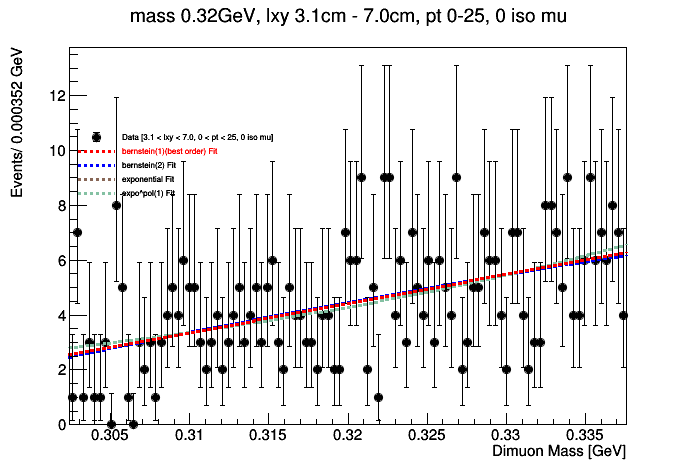 mass 0.32GeV, lxy 3.1cm - 7.0cm, pt 0-25, 0 iso mu
Events/ 0.000352 GeV
12
10
8
6
4
2
0
Data [3.1 < lxy < 7.0, 0 < pt < 25, 0 iso mu]
bernstein(1)(best order) Fit
bernstein(2) Fit
exponential Fit
expo*pol(1) Fit
0.305
0.31
0.315
0.32
0.325
0.33
0.335
Dimuon Mass [GeV]